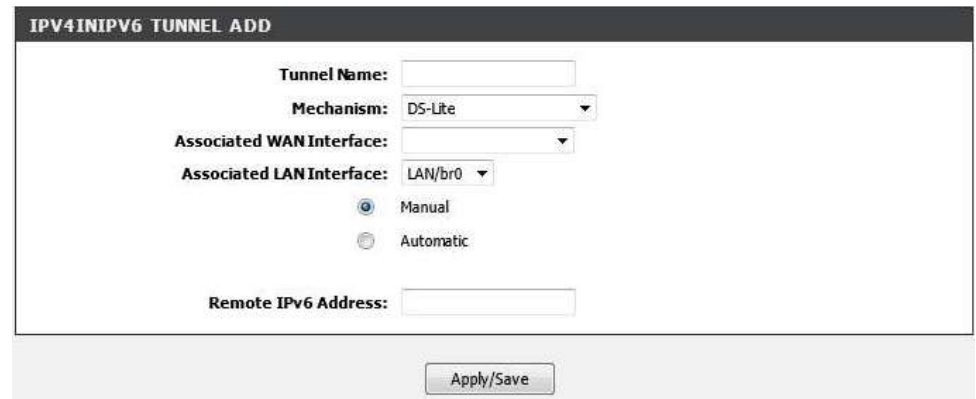 IPV4INIPV6 TUNNEL ADD
Tunnel Name:
Mechanism: DS-Lite
Associated WAN Interface:
Associated LAN Interface: LAN/br0
Manual
Automatic
Remote IPv6 Address:
Apply/Save